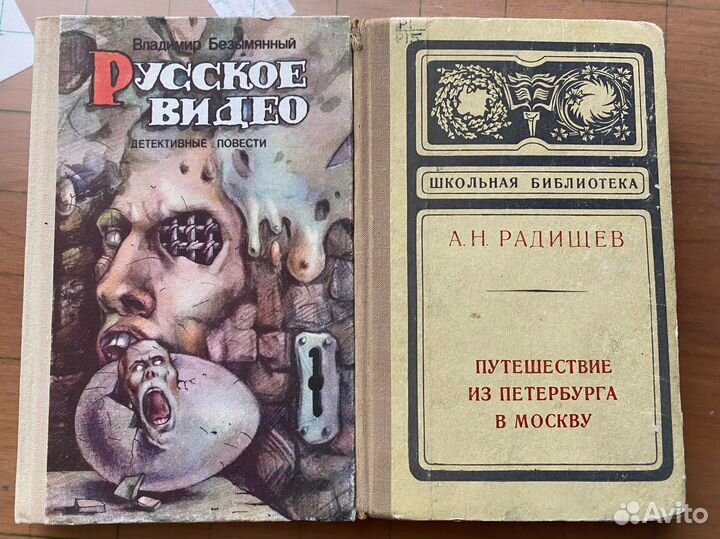 Владимир Безымянный
РУССКОЕ
ВИДЕО
ДЕТЕКТИВНЫЕ ПОВЕСТИ
ШКОЛЬНАЯ БИБЛИОТЕКА
А.Н. РАДИЩЕВ
ПУТЕШЕСТВИЕ
ИЗ ПЕТЕРБУРГА
В МОСКВУ
Avito